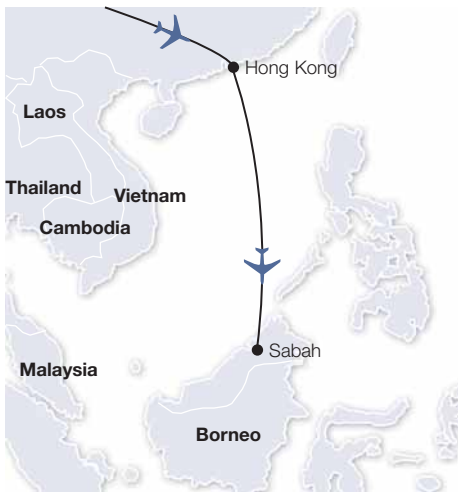 Hong Kong
Laos
Thailand
Vietnam
Cambodia
Sabah
Malaysia
Borneo